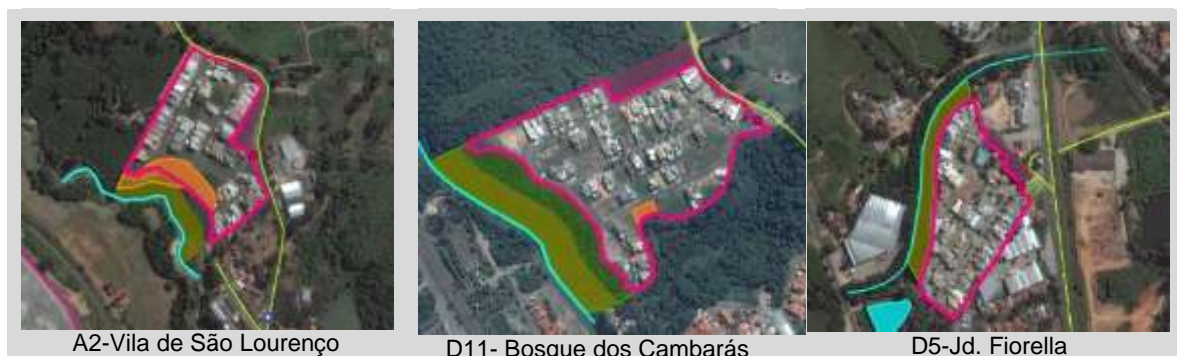 A2-Vila de São Lourenço
D11- Bosque dos Cambarás
D5-Jd. Fiorella